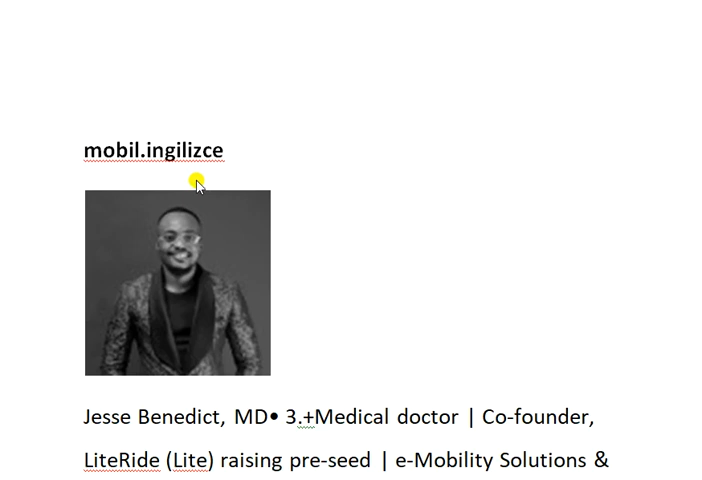 mobil.ingilizce
Jesse Benedict, MD• 3.+Medical doctor | Co-founder,
LiteRide (Lite) raising pre-seed | e-Mobility Solutions &